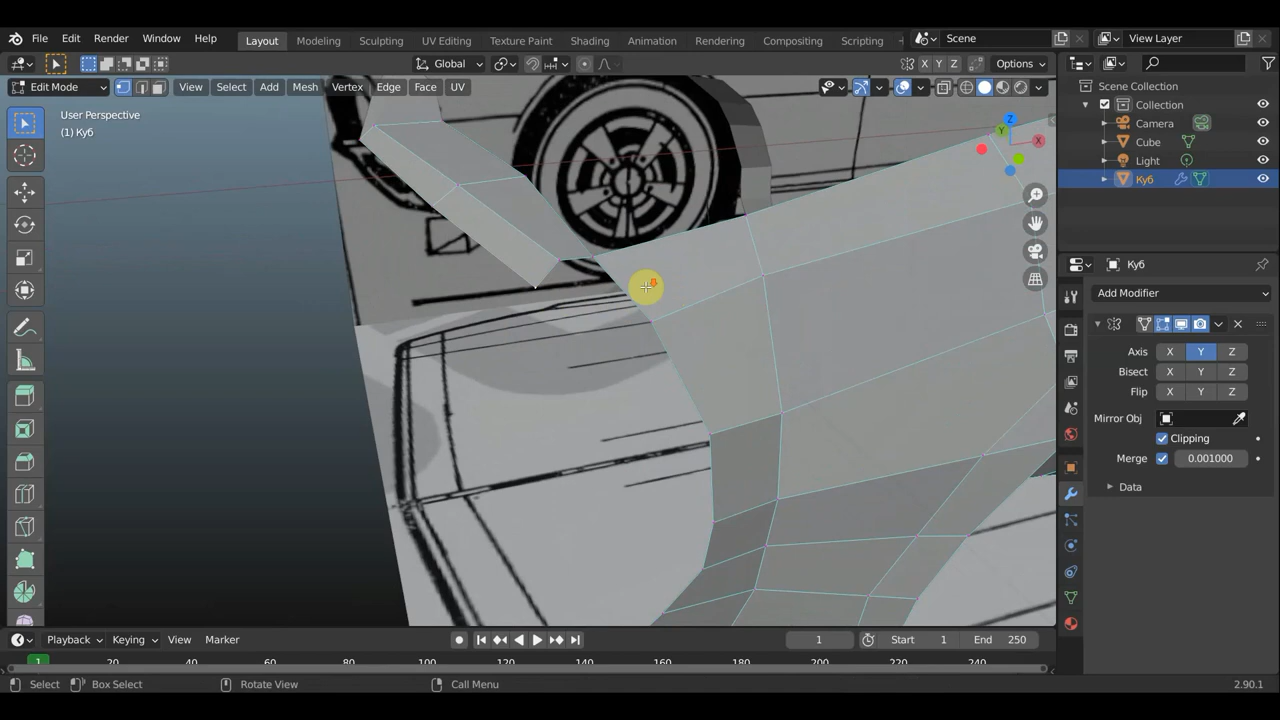 File Edit Render Window Help Layout Modeling Sculpting UV Editing Texture Paint Shading Animation Rendering Compositing Scripting Scene View Layer
Global X Y Z Options
Edit Mode View Select Add Mesh Vertex Edge Face UV
User Perspective
(1) Куб
Z
Y
X
Scene Collection
Collection
Camera
Cube
Light
Куб
Куб
Add Modifier
Axis X Y Z
Bisect X Y Z
Flip X Y Z
Mirror Obj
Clipping
Merge 0.001000
Data
Playback Keying View Marker 1 Start 1 End 250
1 20 40 60 80 100 120 140 160 180 200 220 240
Select Box Select Rotate View Call Menu 2.90.1